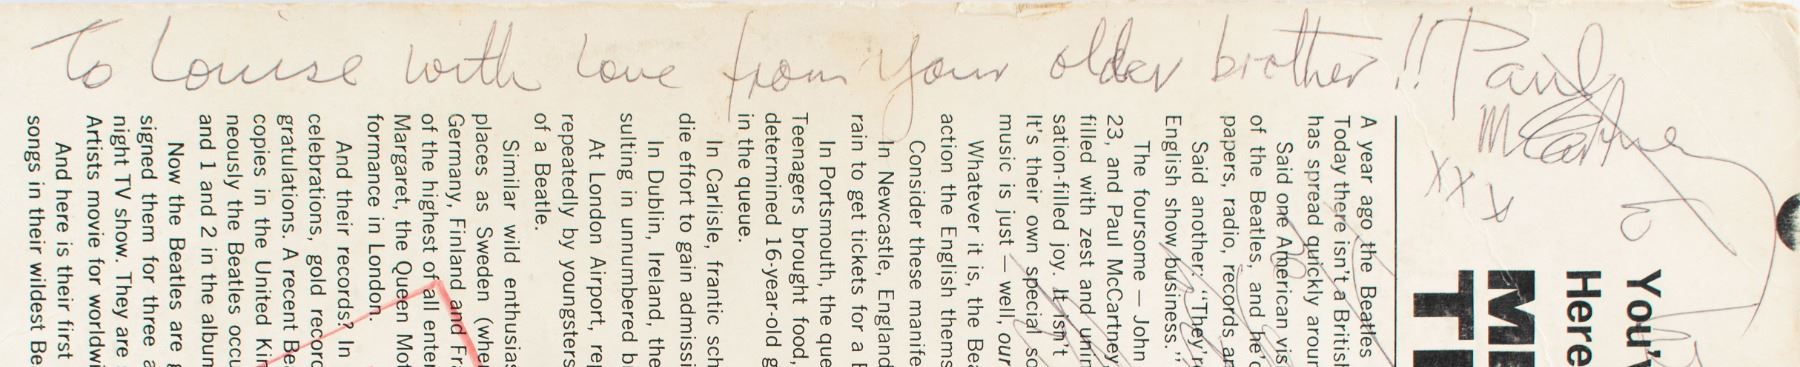 To Louise with love from your older brother!! Paul
McCartney
xxx
You'v
Here
A year ago the Beatles
Today there isn't a British
has spread quickly aroun
Said one American vis
of the Beatles, and he'd
papers, radio, records an
Said another: "They're
English show business."
The foursome — John
23, and Paul McCartney,
filled with zest and unin
sation-filled joy. It isn't
It's their own special so
music is just — well, our
Whatever it is, the Bea
action the English thems
Consider these manife
In Newcastle, England
rain to get tickets for a B
In Portsmouth, the que
Teenagers brought food,
determined 16-year-old g
in the queue.
In Carlisle, frantic sch
die effort to gain admissi
In Dublin, Ireland, the
sulting in unnumbered br
At London Airport, rep
repeatedly by youngsters
of a Beatle.
Similar wild enthusias
places as Sweden (wher
Germany, Finland and Fra
of the highest of all enter
Margaret, the Queen Mot
formance in London.
And their records? In
celebrations, gold record
gratulations. A recent Be
copies in the United Kin
neously the Beatles occu
and 1 and 2 in the album
Now the Beatles are g
signed them for three a
night TV show. They are
Artists movie for worldwi
And here is their first
songs in their wildest Be